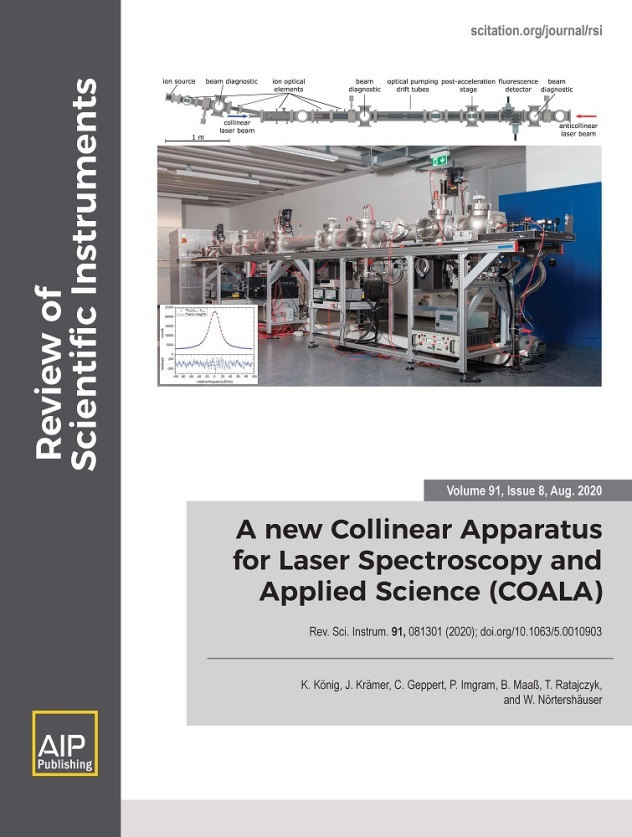 scitation.org/journal/rsi
Review of
Scientific Instruments
ion source
beam diagnostic
ion optical
elements
beam
diagnostic
optical pumping
drift tubes
post-acceleration
stage
fluorescence
detector
beam
diagnostic
collinear
laser beam
anticollinear
laser beam
1 m
relative frequency (MHz)
Volume 91, Issue 8, Aug. 2020
A new Collinear Apparatus
for Laser Spectroscopy and
Applied Science (COALA)
Rev. Sci. Instrum. 91, 081301 (2020); doi.org/10.1063/5.0010903
K. König, J. Krämer, C. Geppert, P. Imgram, B. Maaß, T. Ratajczyk,
and W. Nörtershäuser
AIP
Publishing